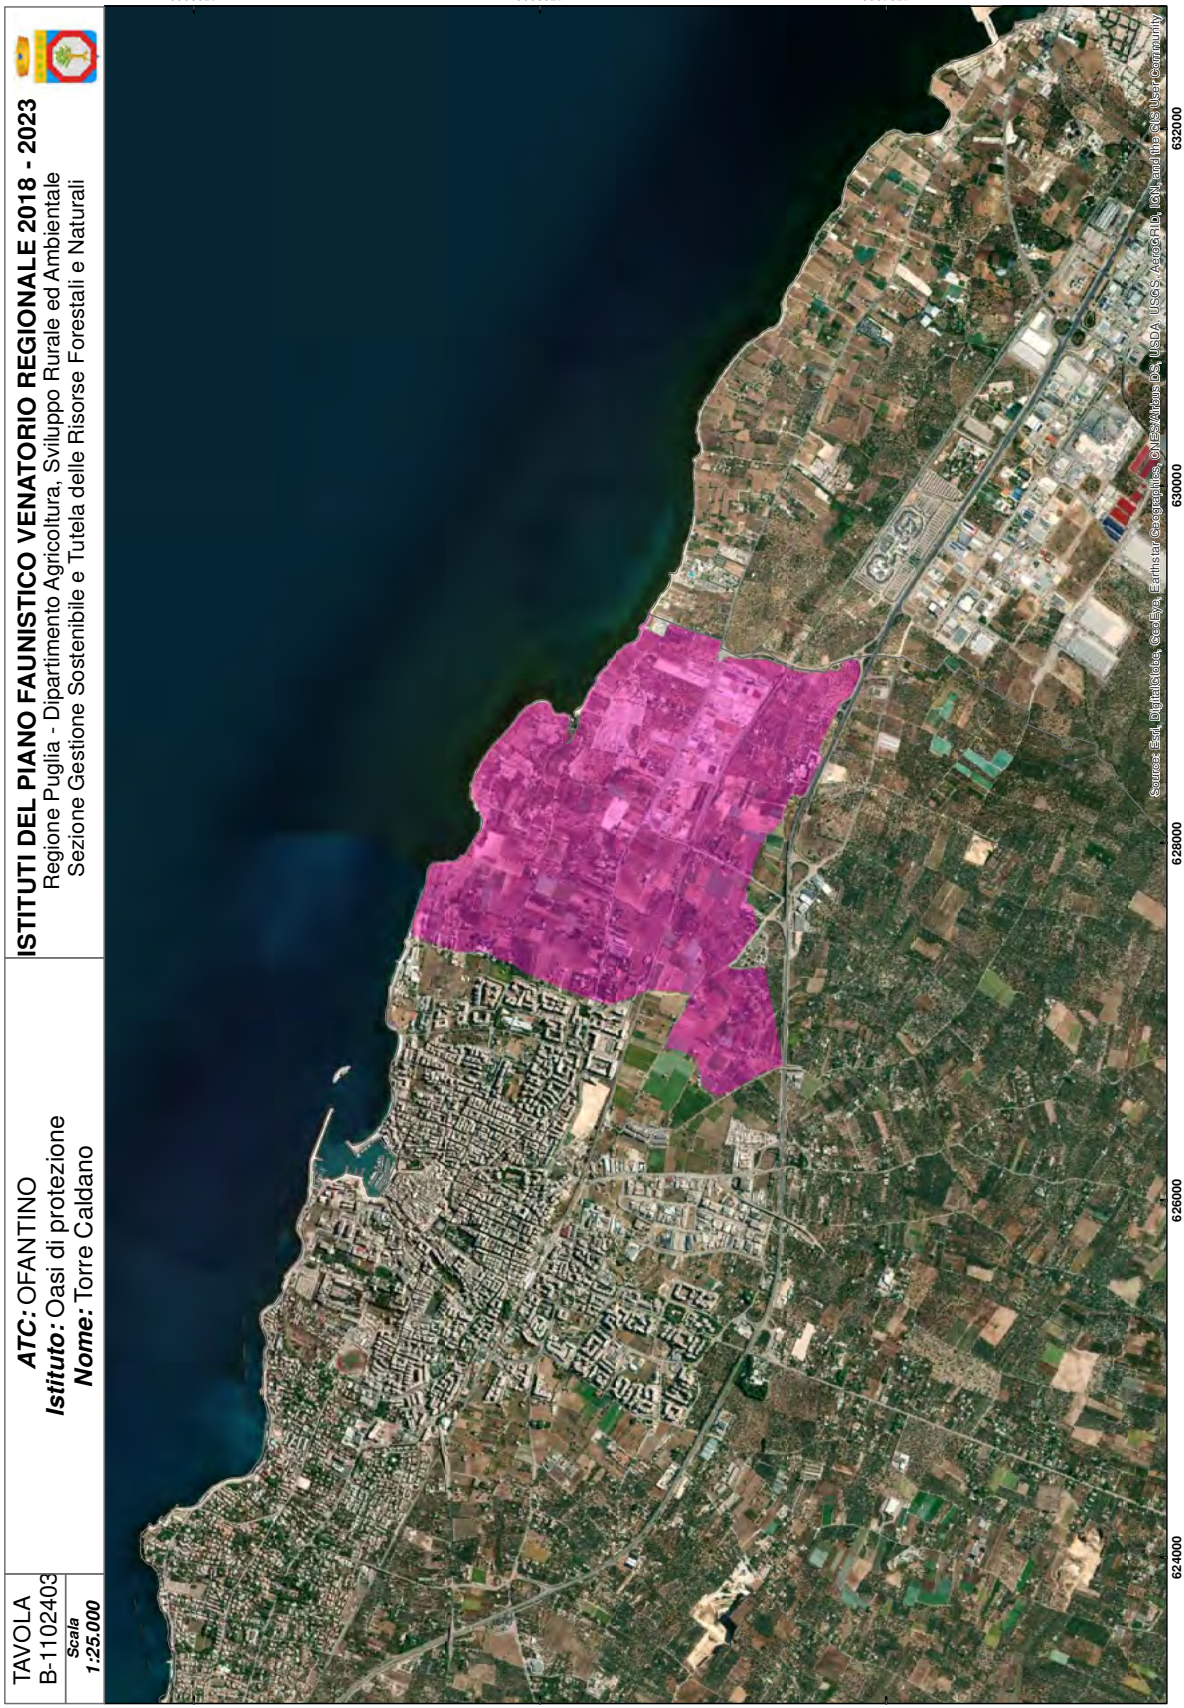 TAVOLA
B-1102403
Scala
1:25.000
ATC: OFANTINO
Istituto: Oasi di protezione
Nome: Torre Caldano
ISTITUTI DEL PIANO FAUNISTICO VENATORIO REGIONALE 2018 - 2023
Regione Puglia - Dipartimento Agricoltura, Sviluppo Rurale ed Ambientale
Sezione Gestione Sostenibile e Tutela delle Risorse Forestali e Naturali
Source: Esri, DigitalGlobe, GeoEye, Earthstar Geographics, CNES/Airbus DS, USDA, USGS, AeroGRID, IGN, and the GIS User Community
624000
626000
628000
630000
632000